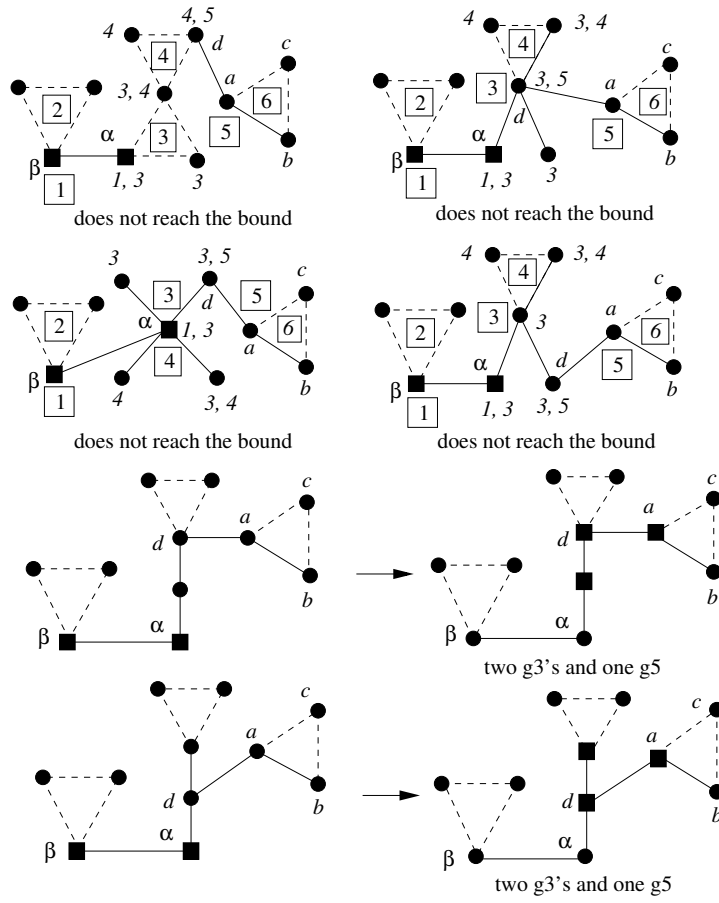 4 4, 5
d
4
c
2 3, 4 a 6
α 3 5
β 1 1, 3 3 b
does not reach the bound
4 3, 4
4
c
2 3 3, 5 a 6
α d 5
β 1 1, 3 3 b
does not reach the bound
3 3, 5 c
3 d 5
2 α 1, 3 a 6
β 1 4 b
4 3, 4
does not reach the bound
4 3, 4
4
c
2 3 3 a 6
α d 5
β 1 1, 3 3, 5 b
does not reach the bound
c
d a
b
β α
c
a
d
b
β α
two g3's and one g5
c
a
d b
β α
c
a
d
b
β α
two g3's and one g5